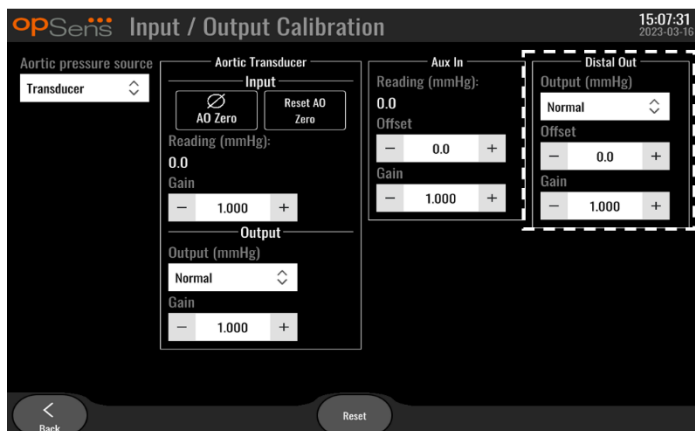 opSens Input / Output Calibration
15:07:31
2023-03-16
Aortic pressure source
Transducer
Aortic Transducer
Input
AO Zero
Reset AO
Zero
Reading (mmHg):
0.0
Gain
− 1.000 +
Output
Output (mmHg)
Normal
Gain
− 1.000 +
Aux In
Reading (mmHg):
0.0
Offset
− 0.0 +
Gain
− 1.000 +
Distal Out
Output (mmHg)
Normal
Offset
− 0.0 +
Gain
− 1.000 +
Back
Reset